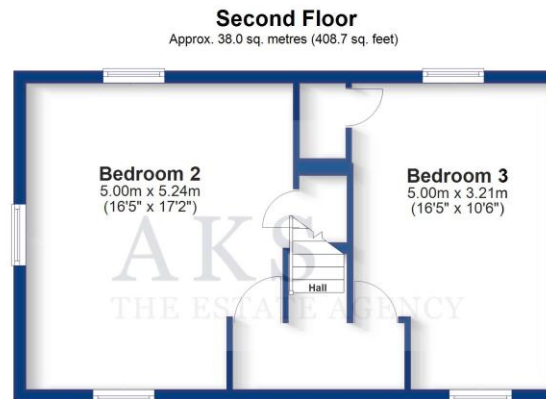 Second Floor
Approx. 38.0 sq. metres (408.7 sq. feet)
Bedroom 2
5.00m x 5.24m
(16'5" x 17'2")
Bedroom 3
5.00m x 3.21m
(16'5" x 10'6")
Hall
AKS
THE ESTATE AGENCY